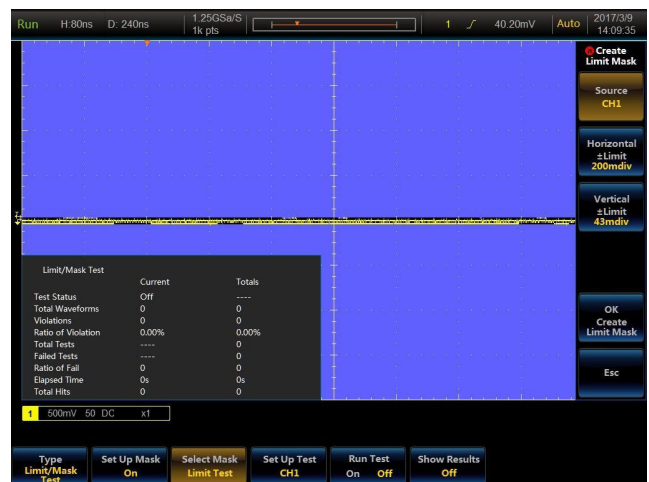 Run H:80ns D: 240ns 1.25GSa/S 1 40.20mV Auto 2017/3/9
1k pts 14:09:35
Create
Limit Mask
Source
CH1
Horizontal
±Limit
200mdiv
Vertical
±Limit
43mdiv
OK
Create
Limit Mask
Esc
Limit/Mask Test
Current Totals
Test Status Off ----
Total Waveforms 0 0
Violations 0 0
Ratio of Violation 0.00% 0.00%
Total Tests ---- 0
Failed Tests ---- 0
Ratio of Fail 0 0
Elapsed Time 0s 0s
Total Hits 0 0
1 500mV 50 DC x1
Type Set Up Mask Select Mask Set Up Test Run Test Show Results
Limit/Mask On Limit Test CH1 On Off Off
Test